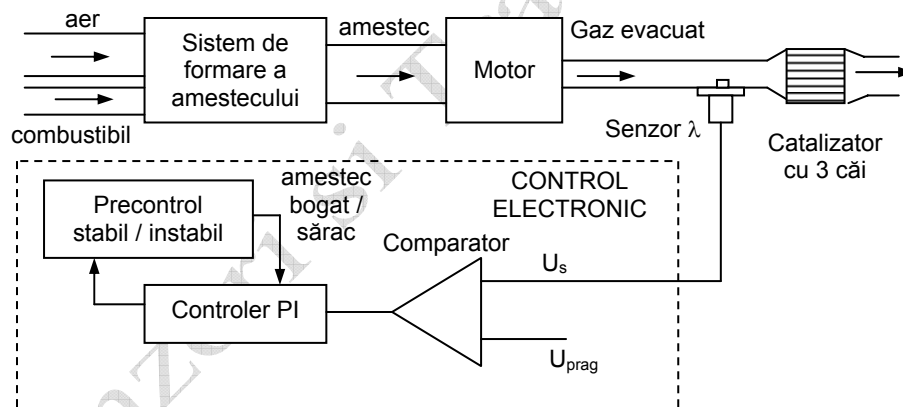 aer
combustibil
Sistem de
formare a
amestecului
amestec
Motor
Gaz evacuat
Senzor λ
Catalizator
cu 3 căi
Precontrol
stabil / instabil
amestec
bogat /
sărac
CONTROL
ELECTRONIC
Comparator
Controler PI
Us
Uprag